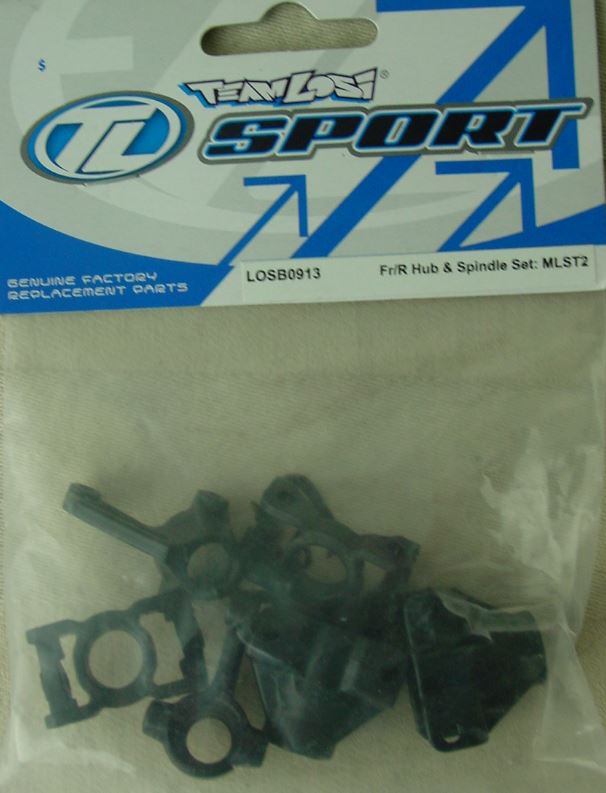 $
TEAM LOSI®
TL SPORT
GENUINE FACTORY
REPLACEMENT PARTS
LOSB0913 Fr/R Hub & Spindle Set: MLST2